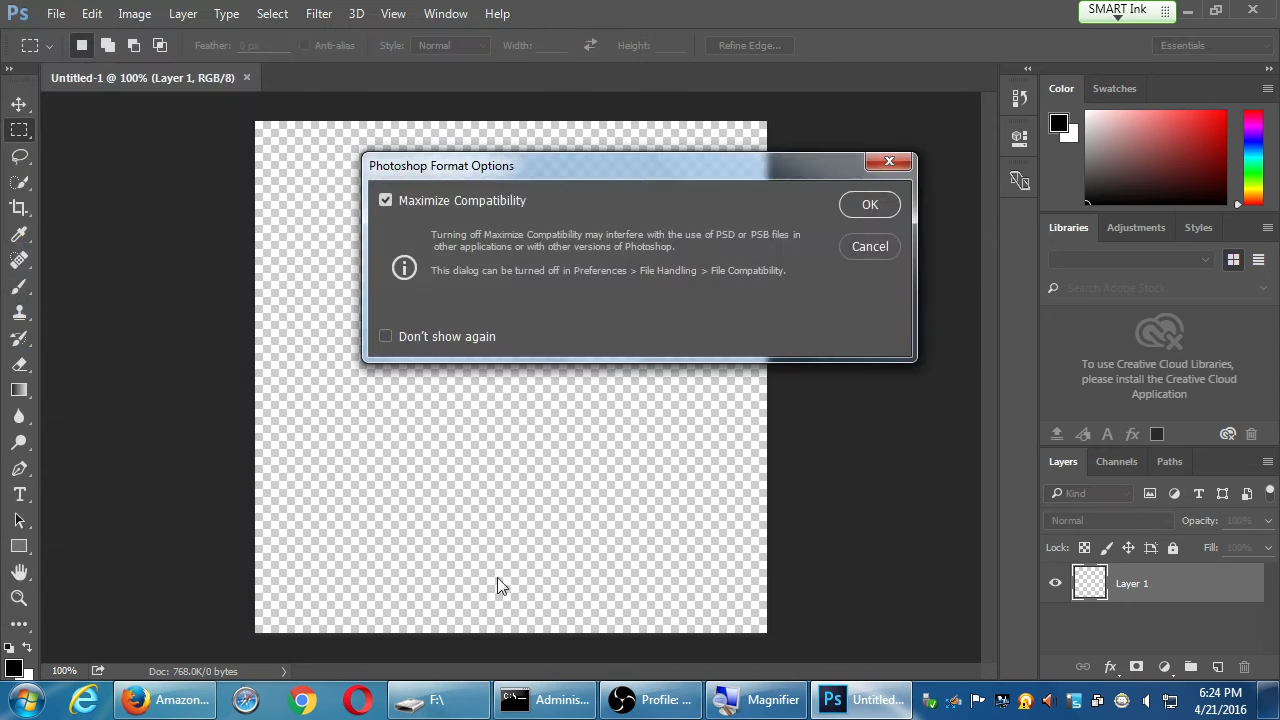 Ps File Edit Image Layer Type Select Filter 3D View Window Help
SMART Ink
Feather: 0 px Anti-alias Style: Normal Width: Height: Refine Edge... Essentials
Untitled-1 @ 100% (Layer 1, RGB/8)
Color Swatches
Photoshop Format Options
Maximize Compatibility
OK
Turning off Maximize Compatibility may interfere with the use of PSD or PSB files in
other applications or with other versions of Photoshop.
Cancel
This dialog can be turned off in Preferences > File Handling > File Compatibility.
Don't show again
Libraries Adjustments Styles
Search Adobe Stock
To use Creative Cloud Libraries,
please install the Creative Cloud
Application
Layers Channels Paths
Kind
Normal Opacity: 100%
Lock: Fill: 100%
Layer 1
100% Doc: 768.0K/0 bytes
Amazon... F:\ Adminis... Profile: ... Magnifier Ps Untitled...
6:24 PM
4/21/2016